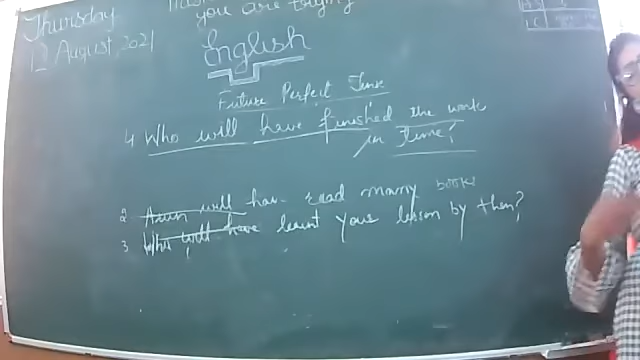 Thursday
12 August, 2021
you are trying
English
Future Perfect Tense
4 Who will have finished the work
in time?
2 Arun will hav read many books
3 Who will have learnt your lesson by then?